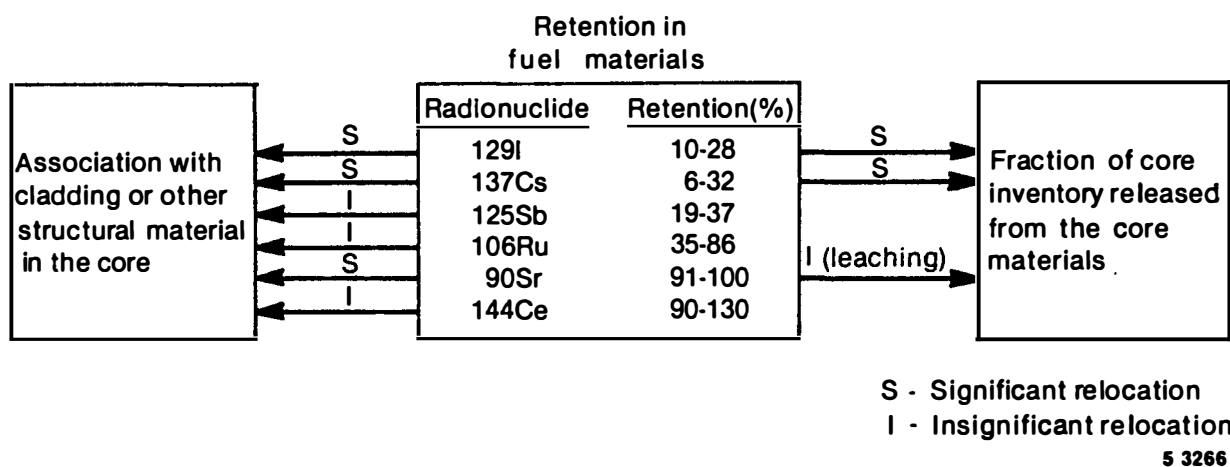 Retention in
fuel materials
Radionuclide Retention(%)
129I 10-28
137Cs 6-32
125Sb 19-37
106Ru 35-86
90Sr 91-100
144Ce 90-130
S
S
I
I
S
I
Association with
cladding or other
structural material
in the core
S
S
I (leaching)
Fraction of core
inventory released
from the core
materials
S - Significant relocation
I - Insignificant relocation
5 3266